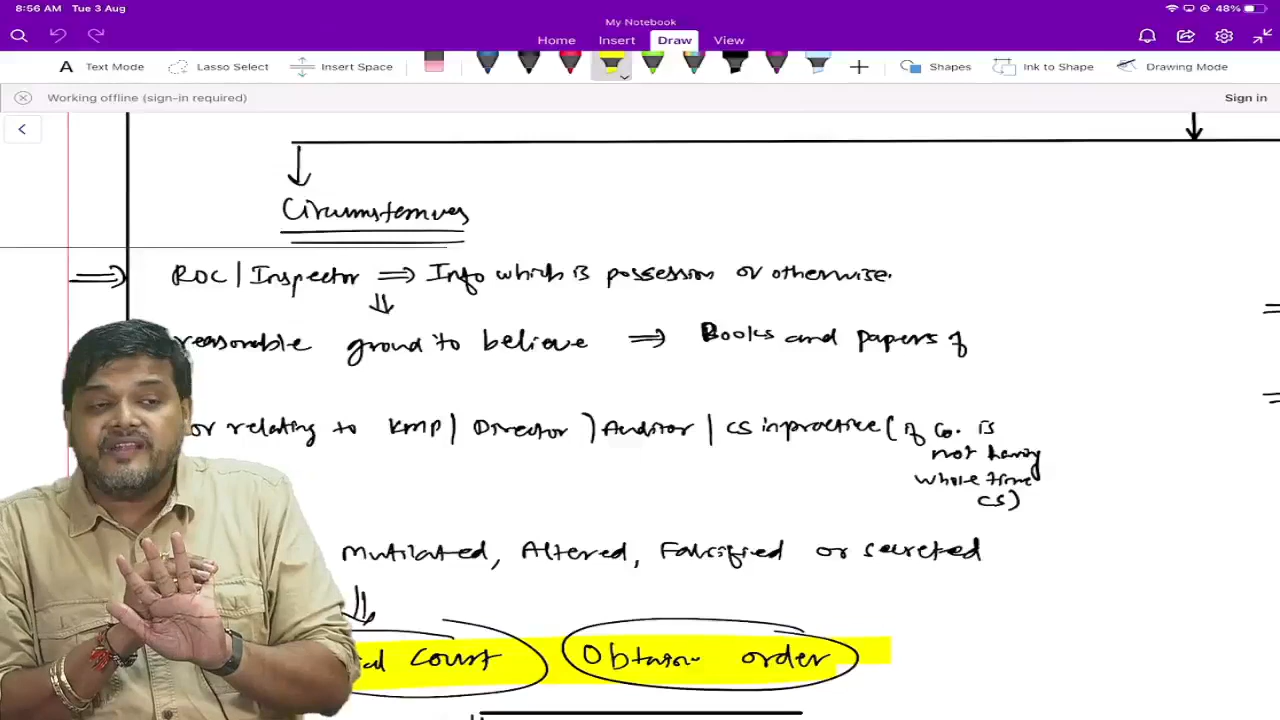 8:56 AM Tue 3 Aug
48%
My Notebook
Home Insert Draw View
Text Mode Lasso Select Insert Space Shapes Ink to Shape Drawing Mode
Working offline (sign-in required) Sign in
Circumstances
ROC | Inspector ⇒ Info which is possession or otherwise.
reasonable ground to believe ⇒ Books and papers of
or relating to KMP | Director | Auditor | CS in practice (if Co. is
not having
whole time
CS)
Mutilated, Altered, Falsified or secreted
court Obtain order